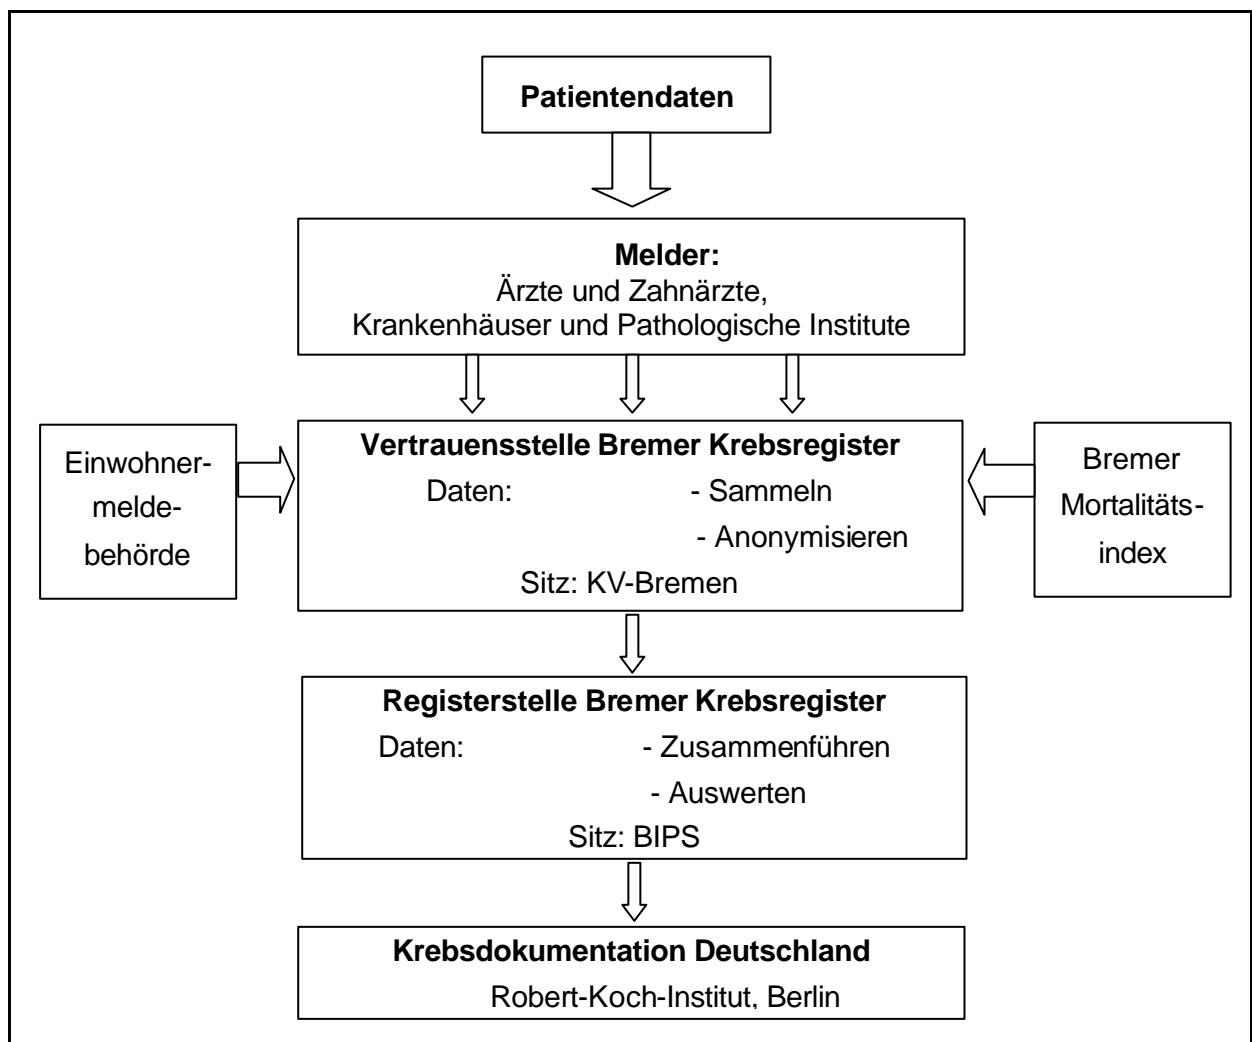 Patientendaten
Melder:
Ärzte und Zahnärzte,
Krankenhäuser und Pathologische Institute
Einwohner-
melde-
behörde
Vertrauensstelle Bremer Krebsregister
Daten: - Sammeln
- Anonymisieren
Sitz: KV-Bremen
Bremer
Mortalitäts-
index
Registerstelle Bremer Krebsregister
Daten: - Zusammenführen
- Auswerten
Sitz: BIPS
Krebsdokumentation Deutschland
Robert-Koch-Institut, Berlin